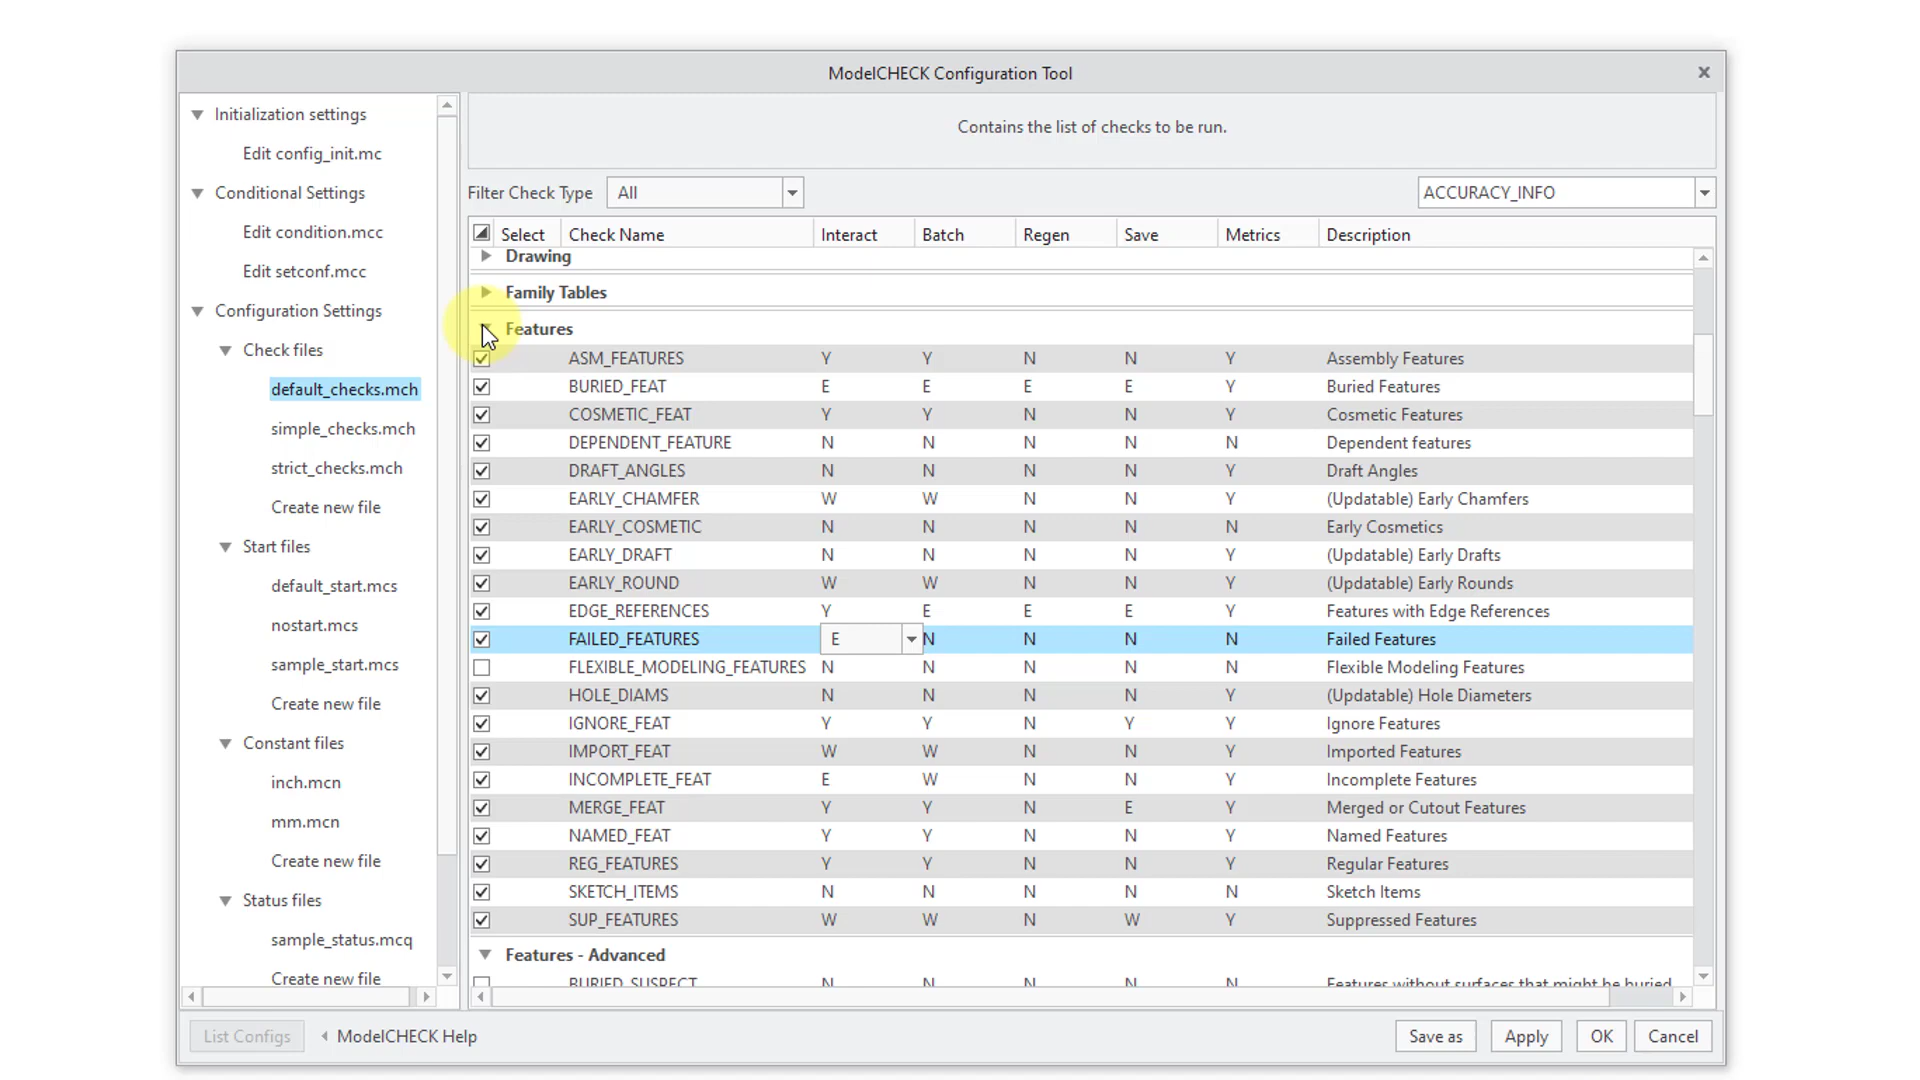 ModelCHECK Configuration Tool
Initialization settings
Edit config_init.mc
Conditional Settings
Edit condition.mcc
Edit setconf.mcc
Configuration Settings
Check files
default_checks.mch
simple_checks.mch
strict_checks.mch
Create new file
Start files
default_start.mcs
nostart.mcs
sample_start.mcs
Create new file
Constant files
inch.mcn
mm.mcn
Create new file
Status files
sample_status.mcq
Create new file
Contains the list of checks to be run.
Filter Check Type All ACCURACY_INFO
Select Check Name Interact Batch Regen Save Metrics Description
Drawing
Family Tables
Features
ASM_FEATURES Y Y N N Y Assembly Features
BURIED_FEAT E E E E Y Buried Features
COSMETIC_FEAT Y Y N N Y Cosmetic Features
DEPENDENT_FEATURE N N N N N Dependent features
DRAFT_ANGLES N N N N Y Draft Angles
EARLY_CHAMFER W W N N Y (Updatable) Early Chamfers
EARLY_COSMETIC N N N N N Early Cosmetics
EARLY_DRAFT N N N N Y (Updatable) Early Drafts
EARLY_ROUND W W N N Y (Updatable) Early Rounds
EDGE_REFERENCES Y E E E Y Features with Edge References
FAILED_FEATURES E N N N N Failed Features
FLEXIBLE_MODELING_FEATURES N N N N N Flexible Modeling Features
HOLE_DIAMS N N N N Y (Updatable) Hole Diameters
IGNORE_FEAT Y Y N Y Y Ignore Features
IMPORT_FEAT W W N N Y Imported Features
INCOMPLETE_FEAT E W N N Y Incomplete Features
MERGE_FEAT Y Y N E Y Merged or Cutout Features
NAMED_FEAT Y Y N N Y Named Features
REG_FEATURES Y Y N N Y Regular Features
SKETCH_ITEMS N N N N N Sketch Items
SUP_FEATURES W W N W Y Suppressed Features
Features - Advanced
BURIED_SUSPECT N N N N N Features without surfaces that might be buried
List Configs ModelCHECK Help Save as Apply OK Cancel